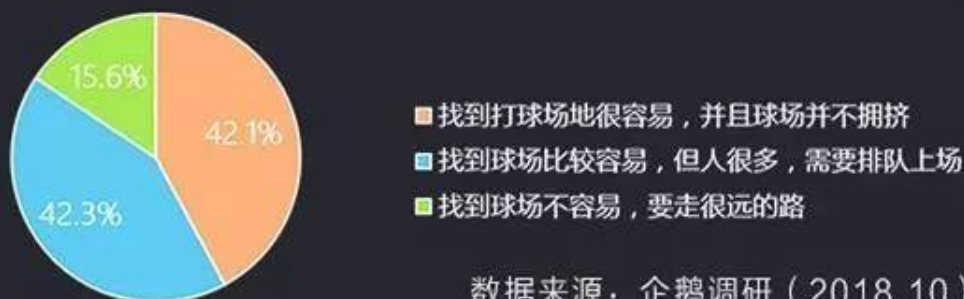 15.6%
42.1%
42.3%
找到打球场地很容易，并且球场并不拥挤
找到球场比较容易，但人很多，需要排队上场
找到球场不容易，要走很远的路
数据来源：企鹅调研（2018.10）